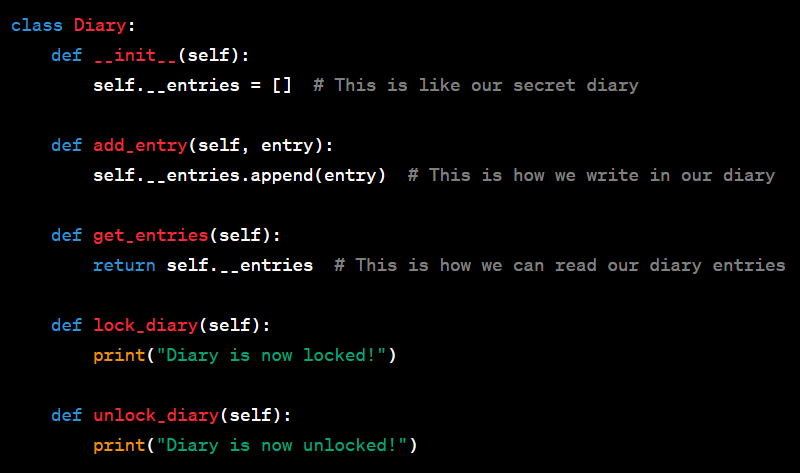 class Diary:
    def __init__(self):
        self.__entries = []  # This is like our secret diary
    def add_entry(self, entry):
        self.__entries.append(entry)  # This is how we write in our diary
    def get_entries(self):
        return self.__entries  # This is how we can read our diary entries
    def lock_diary(self):
        print("Diary is now locked!")
    def unlock_diary(self):
        print("Diary is now unlocked!")